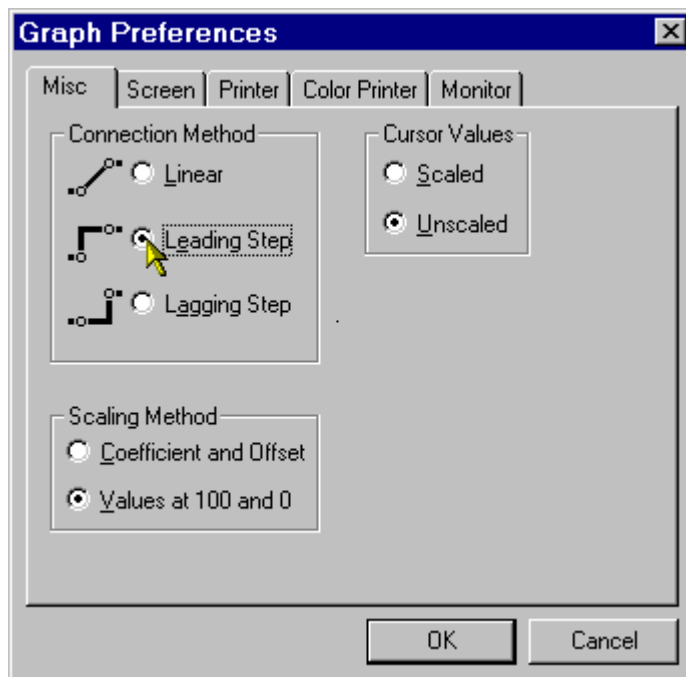 Graph Preferences
Misc Screen Printer Color Printer Monitor
Connection Method
Linear
Leading Step
Lagging Step
Cursor Values
Scaled
Unscaled
Scaling Method
Coefficient and Offset
Values at 100 and 0
OK Cancel